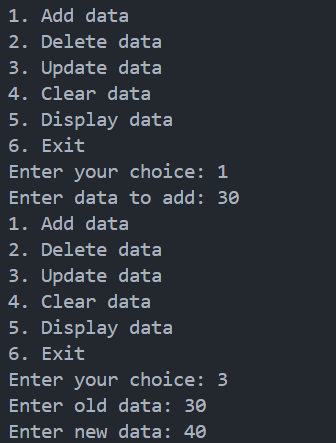 1. Add data
2. Delete data
3. Update data
4. Clear data
5. Display data
6. Exit
Enter your choice: 1
Enter data to add: 30
1. Add data
2. Delete data
3. Update data
4. Clear data
5. Display data
6. Exit
Enter your choice: 3
Enter old data: 30
Enter new data: 40